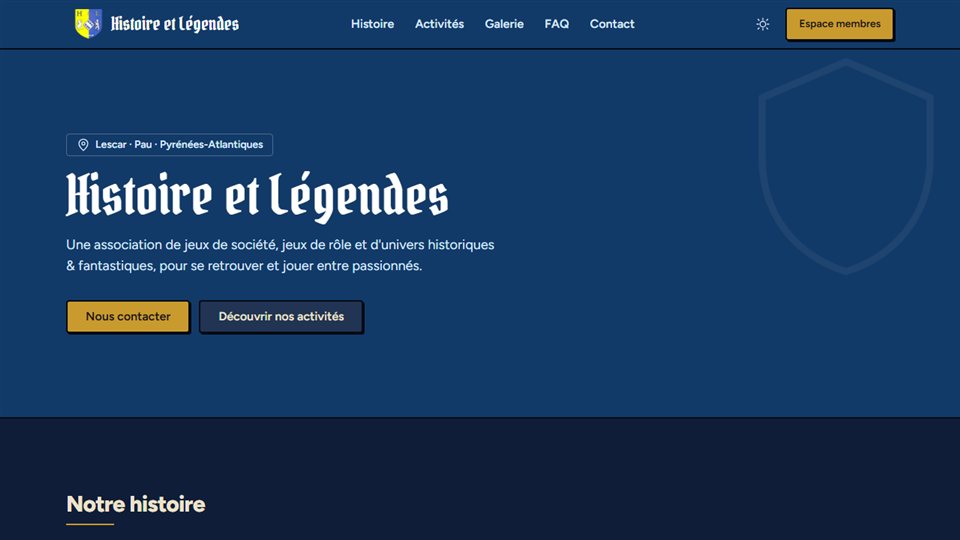 Histoire et Légendes
Histoire
Activités
Galerie
FAQ
Contact
Espace membres
Lescar · Pau · Pyrénées-Atlantiques
Histoire et Légendes
Une association de jeux de société, jeux de rôle et d'univers historiques
& fantastiques, pour se retrouver et jouer entre passionnés.
Nous contacter
Découvrir nos activités
Notre histoire